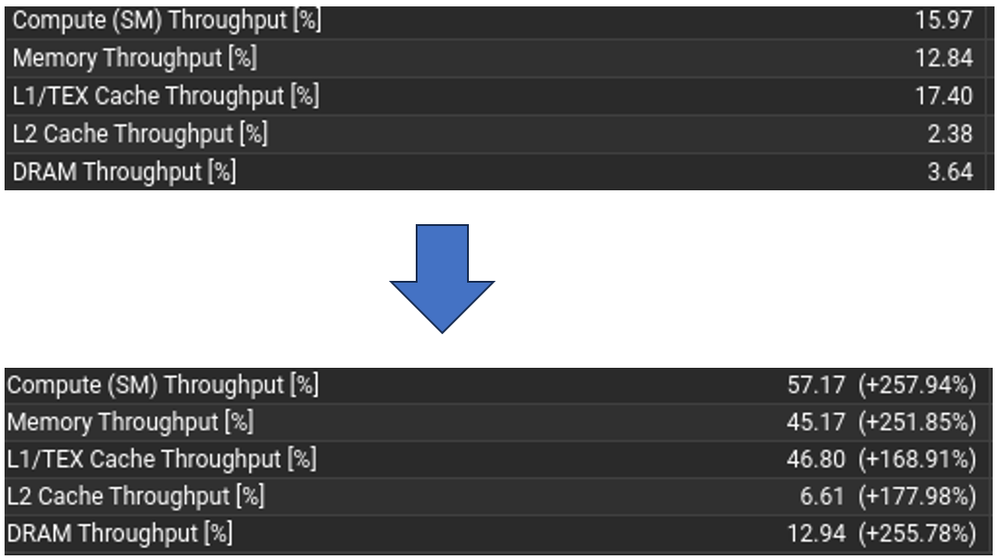 Compute (SM) Throughput [%] 15.97
Memory Throughput [%] 12.84
L1/TEX Cache Throughput [%] 17.40
L2 Cache Throughput [%] 2.38
DRAM Throughput [%] 3.64
Compute (SM) Throughput [%] 57.17 (+257.94%)
Memory Throughput [%] 45.17 (+251.85%)
L1/TEX Cache Throughput [%] 46.80 (+168.91%)
L2 Cache Throughput [%] 6.61 (+177.98%)
DRAM Throughput [%] 12.94 (+255.78%)